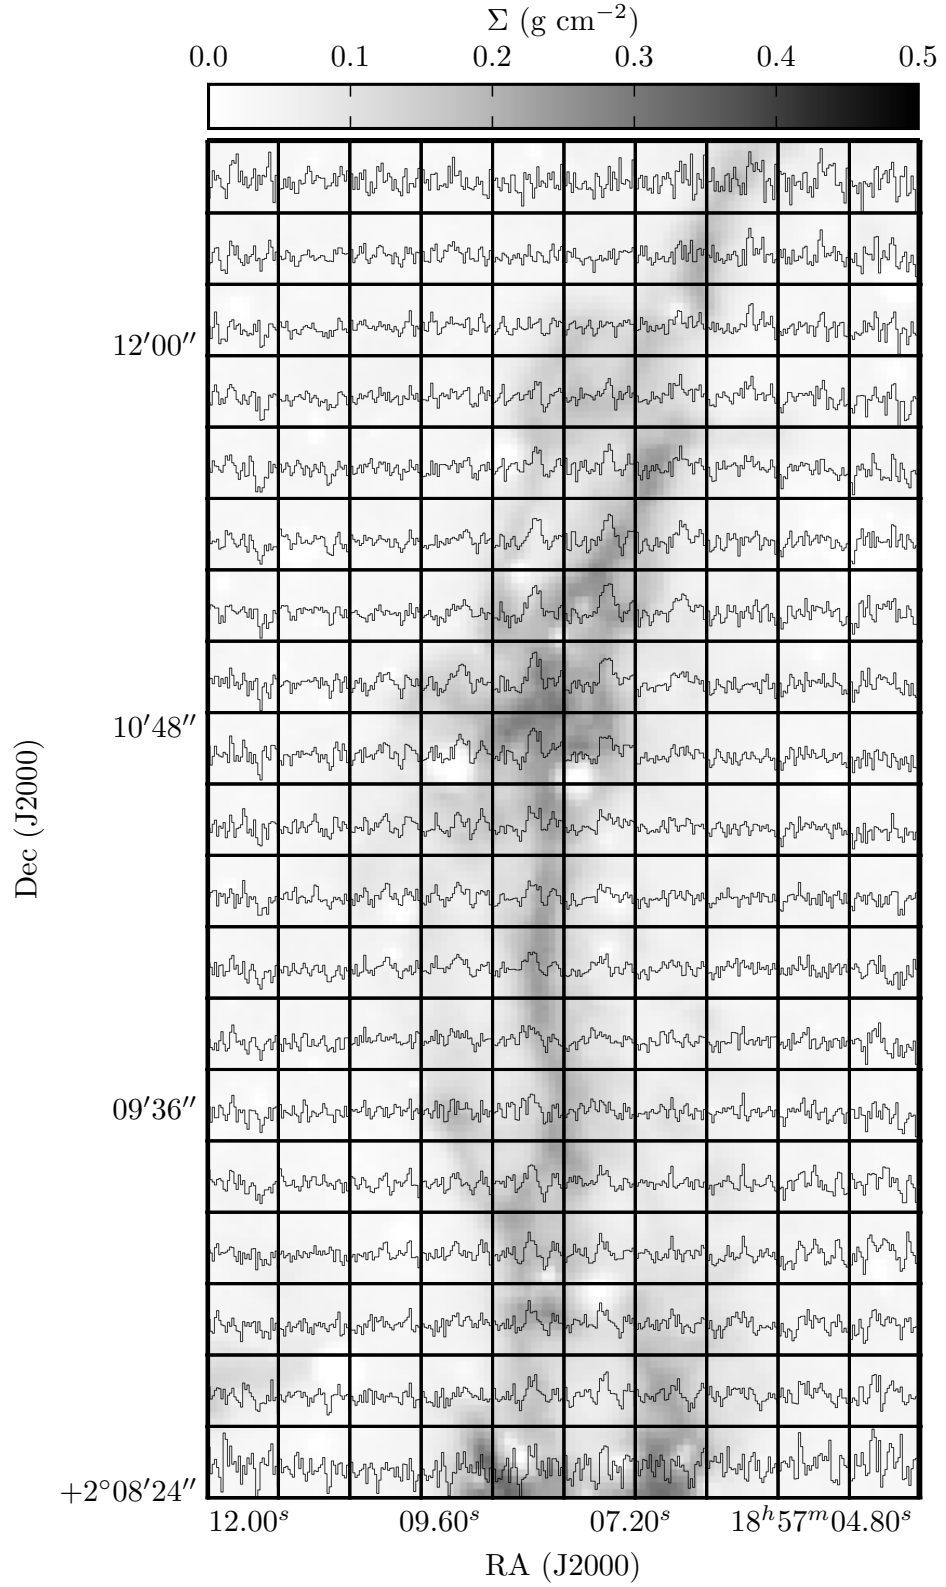 Σ (g cm⁻²)
0.0 0.1 0.2 0.3 0.4 0.5
12′00″
10′48″
Dec (J2000)
09′36″
+2°08′24″
12.00ˢ 09.60ˢ 07.20ˢ 18ʰ57ᵐ04.80ˢ
RA (J2000)